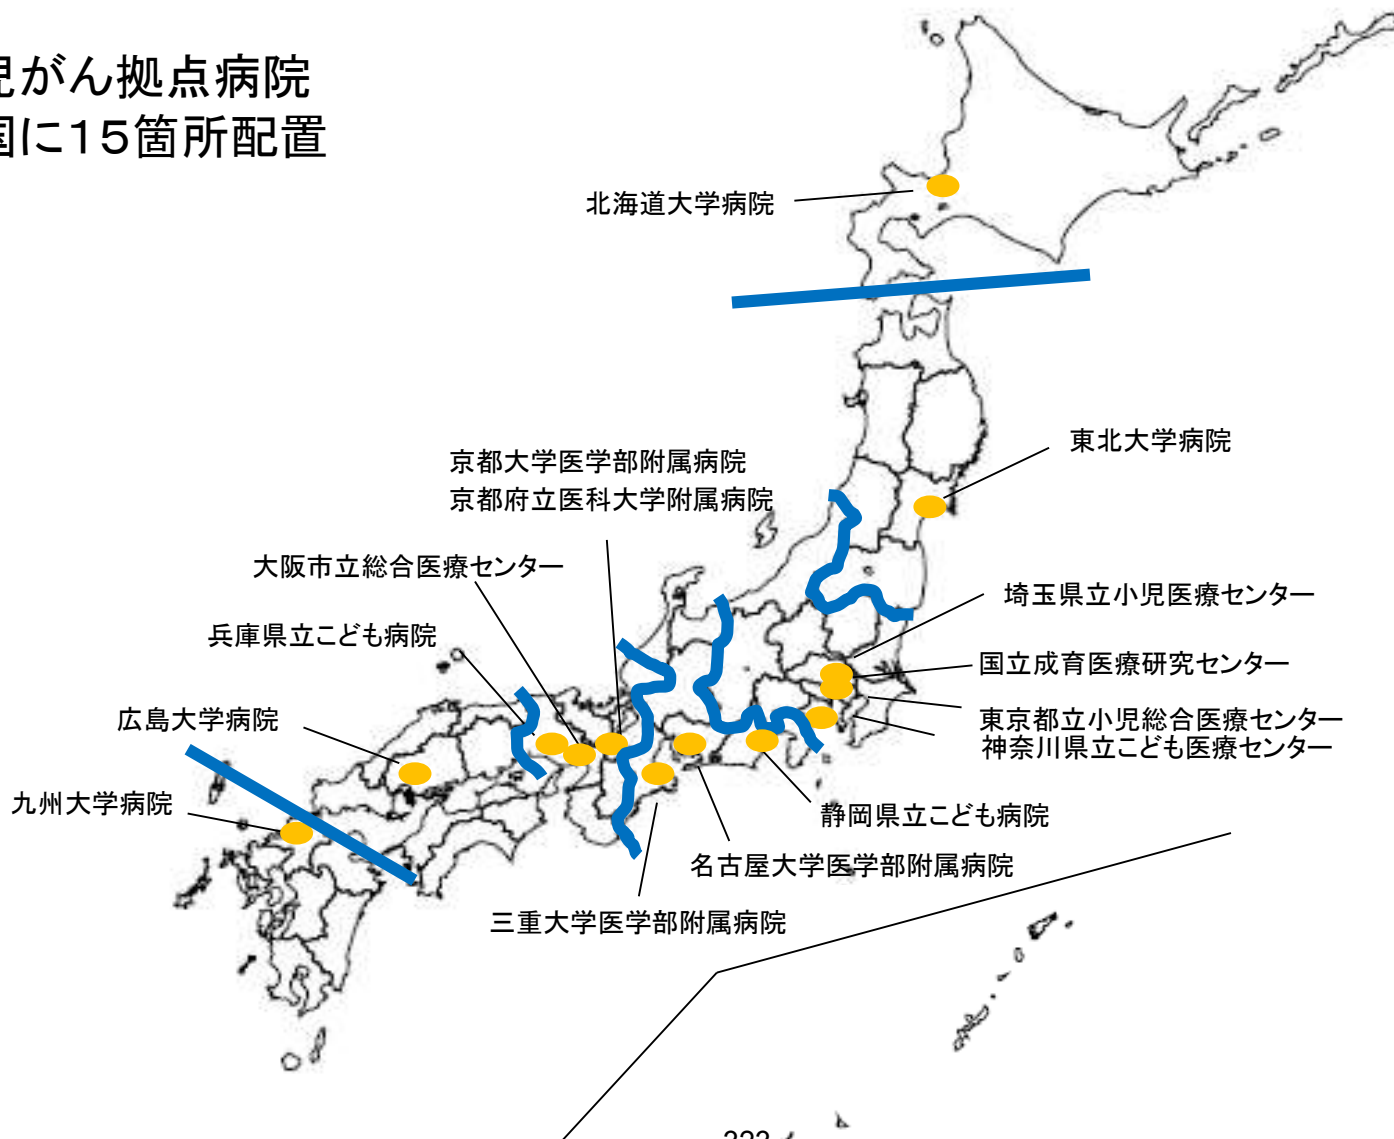 児がん拠点病院
国に15箇所配置
北海道大学病院
東北大学病院
京都大学医学部附属病院
京都府立医科大学附属病院
大阪市立総合医療センター
兵庫県立こども病院
広島大学病院
九州大学病院
埼玉県立小児医療センター
国立成育医療研究センター
東京都立小児総合医療センター
神奈川県立こども医療センター
静岡県立こども病院
名古屋大学医学部附属病院
三重大学医学部附属病院